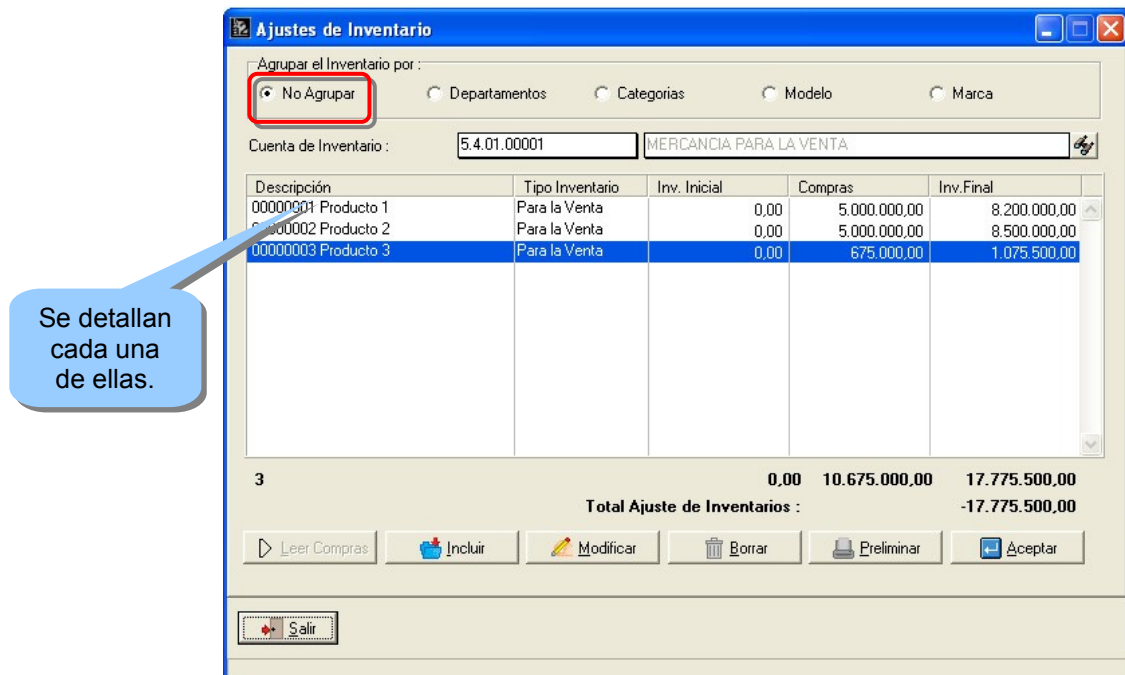 Ajustes de Inventario
Agrupar el Inventario por :
No Agrupar Departamentos Categorias Modelo Marca
Cuenta de Inventario : 5.4.01.00001 MERCANCIA PARA LA VENTA
Descripción Tipo Inventario Inv. Inicial Compras Inv.Final
00000001 Producto 1 Para la Venta 0,00 5.000.000,00 8.200.000,00
00000002 Producto 2 Para la Venta 0,00 5.000.000,00 8.500.000,00
00000003 Producto 3 Para la Venta 0,00 675.000,00 1.075.500,00
Se detallan
cada una
de ellas.
3 0,00 10.675.000,00 17.775.500,00
Total Ajuste de Inventarios : -17.775.500,00
Leer Compras Incluir Modificar Borrar Preliminar Aceptar
Salir